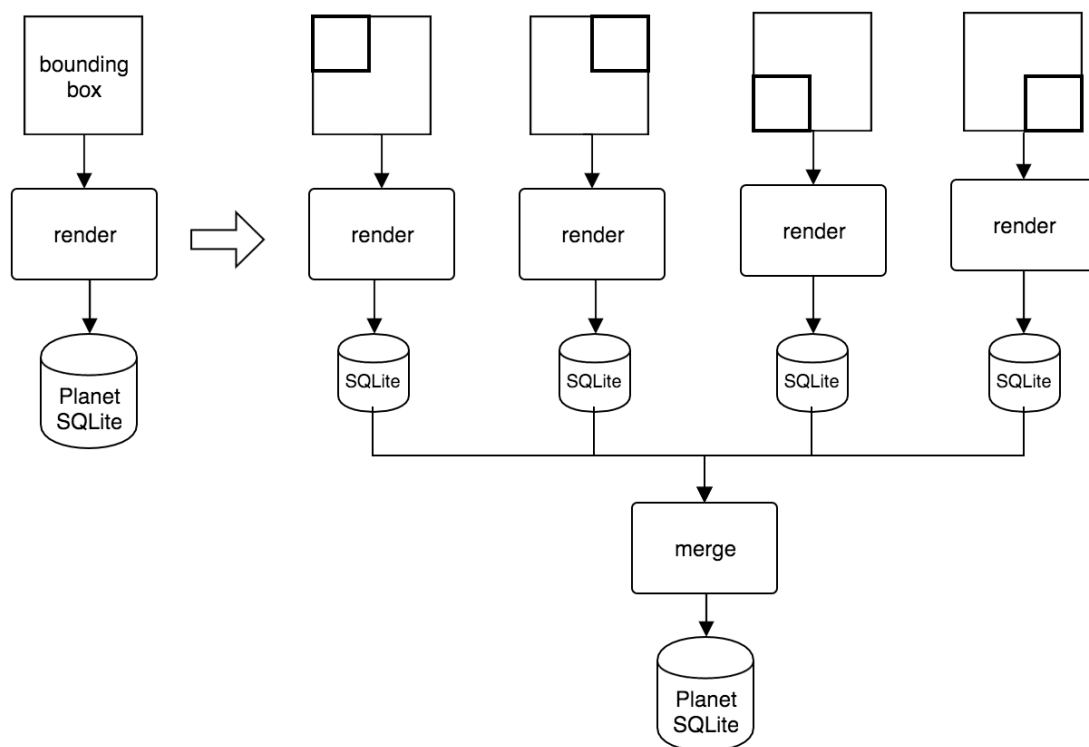 bounding
box
render
render
render
render
render
Planet
SQLite
SQLite
SQLite
SQLite
SQLite
merge
Planet
SQLite